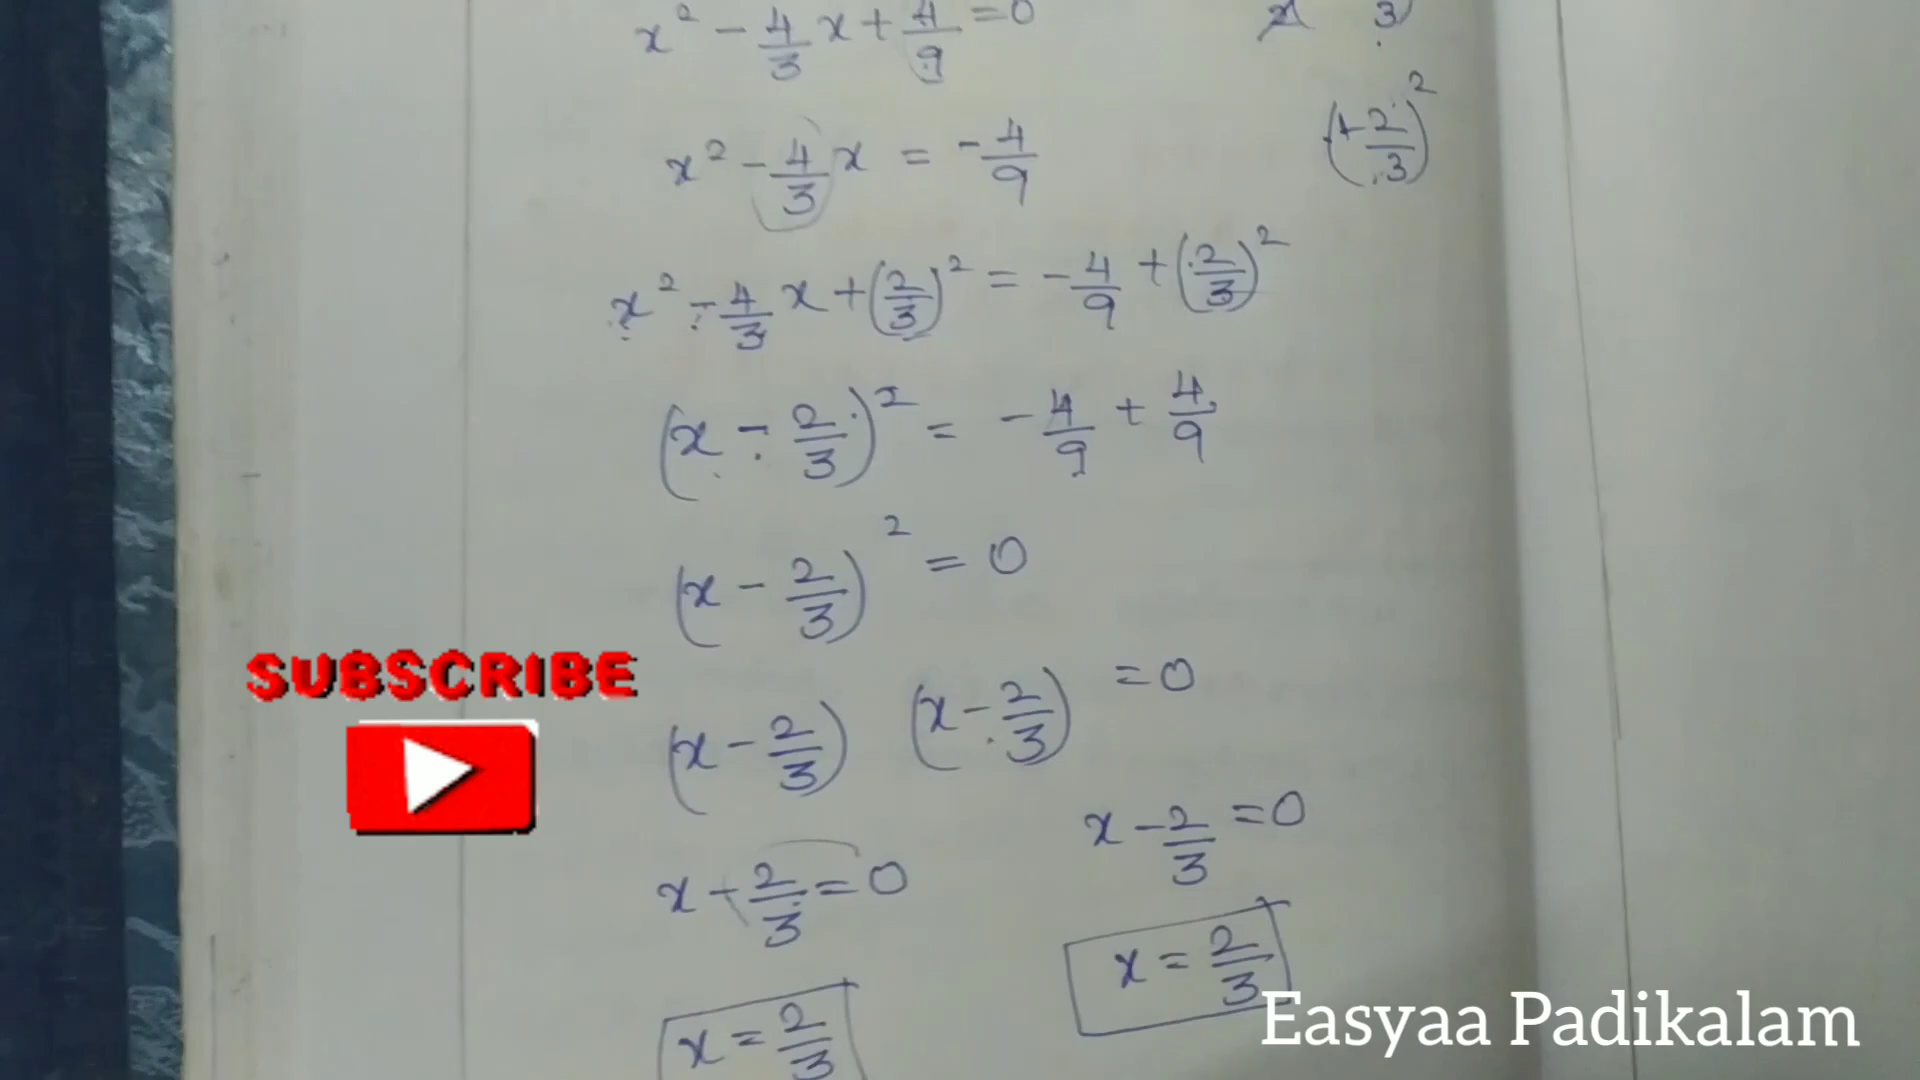 x² - 4/3 x + 4/9 = 0
3
x² - 4/3 x = - 4/9
(+2/3)²
x² - 4/3 x + (2/3)² = - 4/9 + (2/3)²
(x - 2/3)² = - 4/9 + 4/9
(x - 2/3)² = 0
SUBSCRIBE
(x - 2/3) (x - 2/3) = 0
x - 2/3 = 0
x - 2/3 = 0
x = 2/3
x = 2/3
Easyaa Padikalam